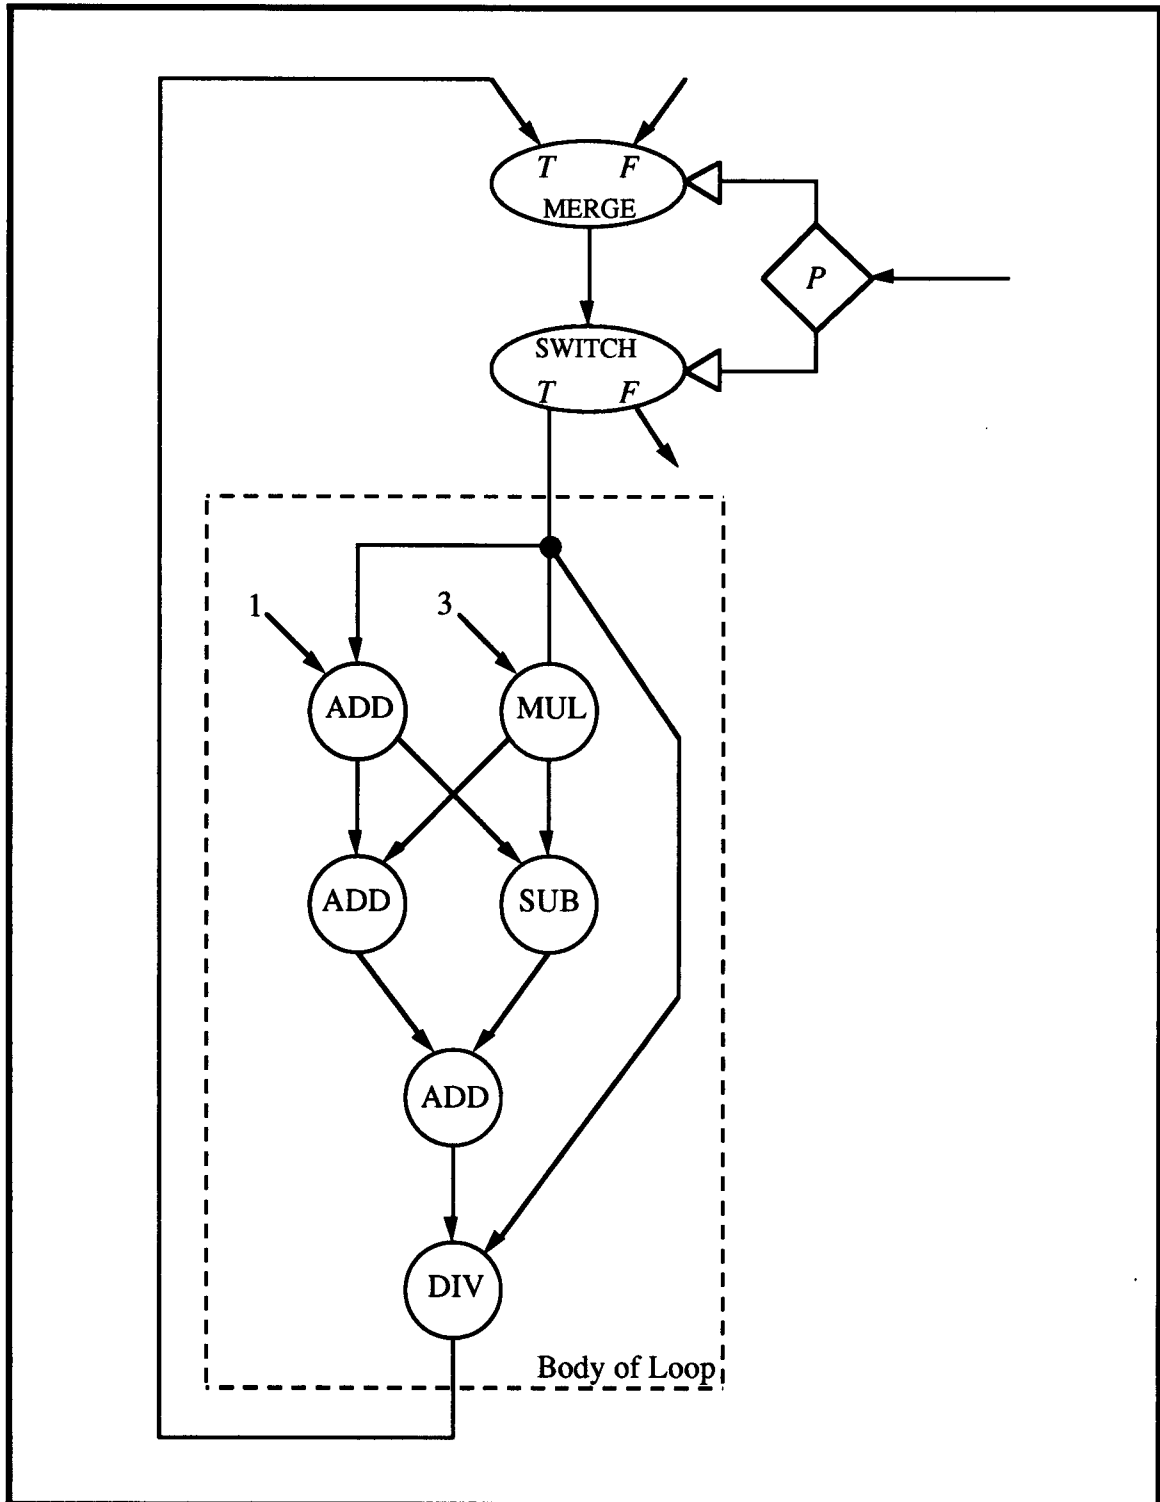 T F
MERGE
P
SWITCH
T F
1
3
ADD
MUL
ADD
SUB
ADD
DIV
Body of Loop